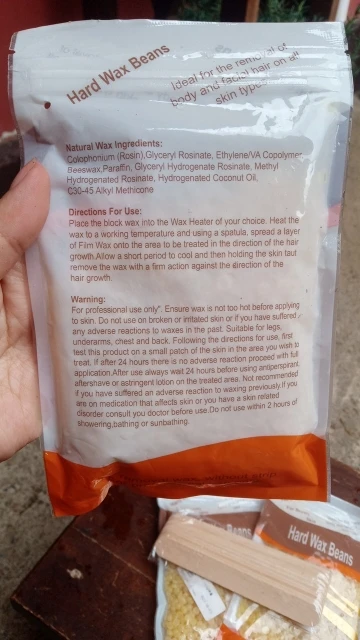 Hard Wax Beans
Ideal for the removal of
body and facial hair on all
skin type
Natural Wax Ingredients:
Colophonium (Rosin),Glyceryl Rosinate, Ethylene/VA Copolymer,
Beeswax,Paraffin, Glyceryl Hydrogenate Rosinate, Methyl
Hydrogenated Rosinate, Hydrogenated Coconut Oil,
C30-45 Alkyl Methicone
Directions For Use:
Place the block wax into the Wax Heater of your choice. Heat the
wax to a working temperature and using a spatula, spread a layer
of Film Wax onto the area to be treated in the direction of the hair
growth.Allow a short period to cool and then holding the skin taut
remove the wax with a firm action against the direction of the
hair growth.
Warning:
For professional use only". Ensure wax is not too hot before applying
to skin. Do not use on broken or irritated skin or if you have suffered
any adverse reactions to waxes in the past. Suitable for legs,
underarms, chest and back. Following the directions for use, first
test this product on a small patch of the skin in the area you wish to
treat. If after 24 hours there is no adverse reaction proceed with full
application.After use always wait 24 hours before using antiperspirant,
aftershave or astringent lotion on the treated area. Not recommended
if you have suffered an adverse reaction to waxing previously.If you
are on medication that affects skin or you have a skin related
disorder consult you doctor before use.Do not use within 2 hours of
showering,bathing or sunbathing.
Beans
Hard Wax Beans